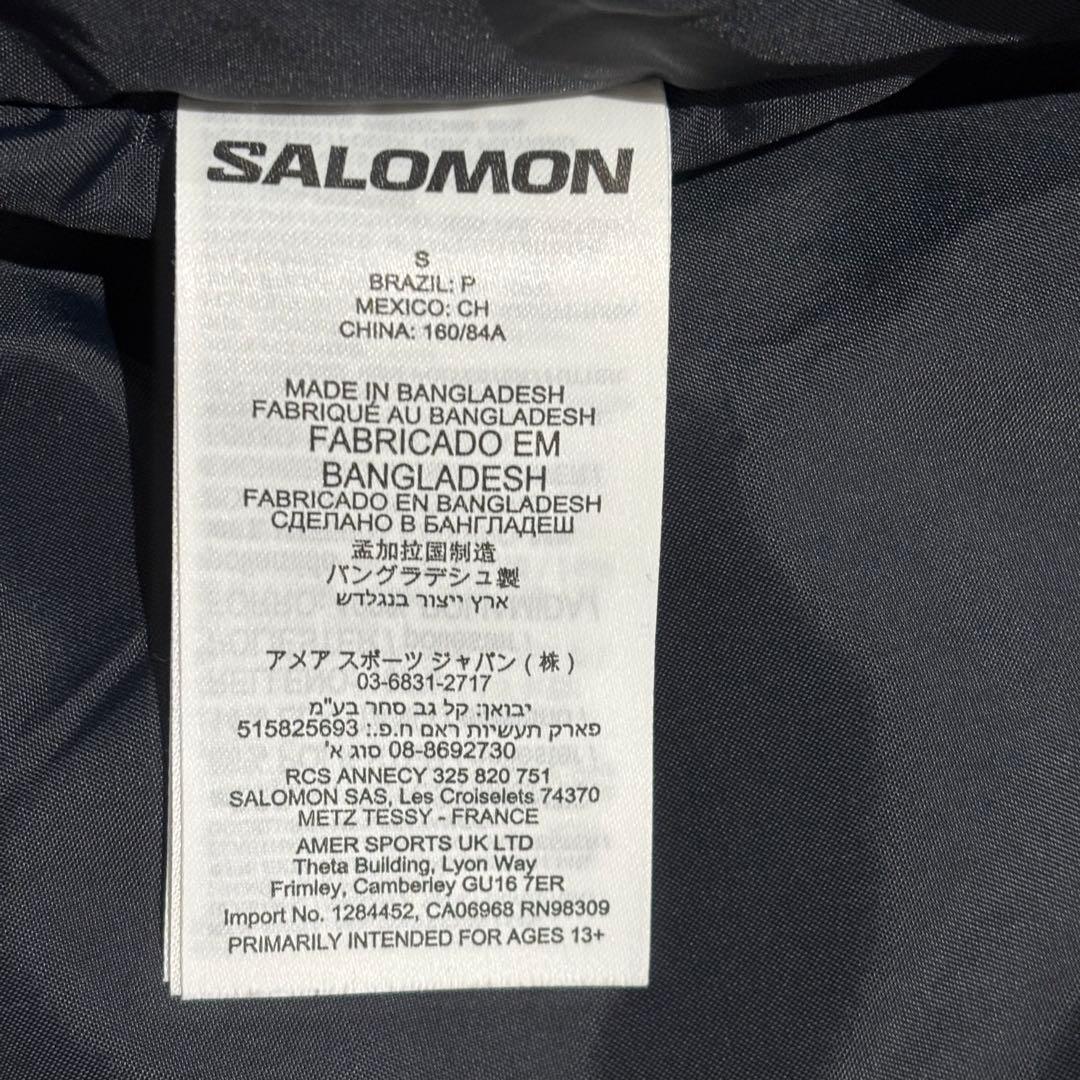 SALOMON
S
BRAZIL: P
MEXICO: CH
CHINA: 160/84A
MADE IN BANGLADESH
FABRIQUÉ AU BANGLADESH
FABRICADO EM
BANGLADESH
FABRICADO EN BANGLADESH
СДЕЛАНО В БАНГЛАДЕШ
孟加拉国制造
バングラデシュ製
ארץ ייצור בנגלדש
アメア スポーツ ジャパン ( 株 )
03-6831-2717
יבואן: קל גב סחר בע"מ
פארק תעשיות ראם ח.פ.: 515825693
08-8692730 סוג א'
RCS ANNECY 325 820 751
SALOMON SAS, Les Croiselets 74370
METZ TESSY - FRANCE
AMER SPORTS UK LTD
Theta Building, Lyon Way
Frimley, Camberley GU16 7ER
Import No. 1284452, CA06968 RN98309
PRIMARILY INTENDED FOR AGES 13+